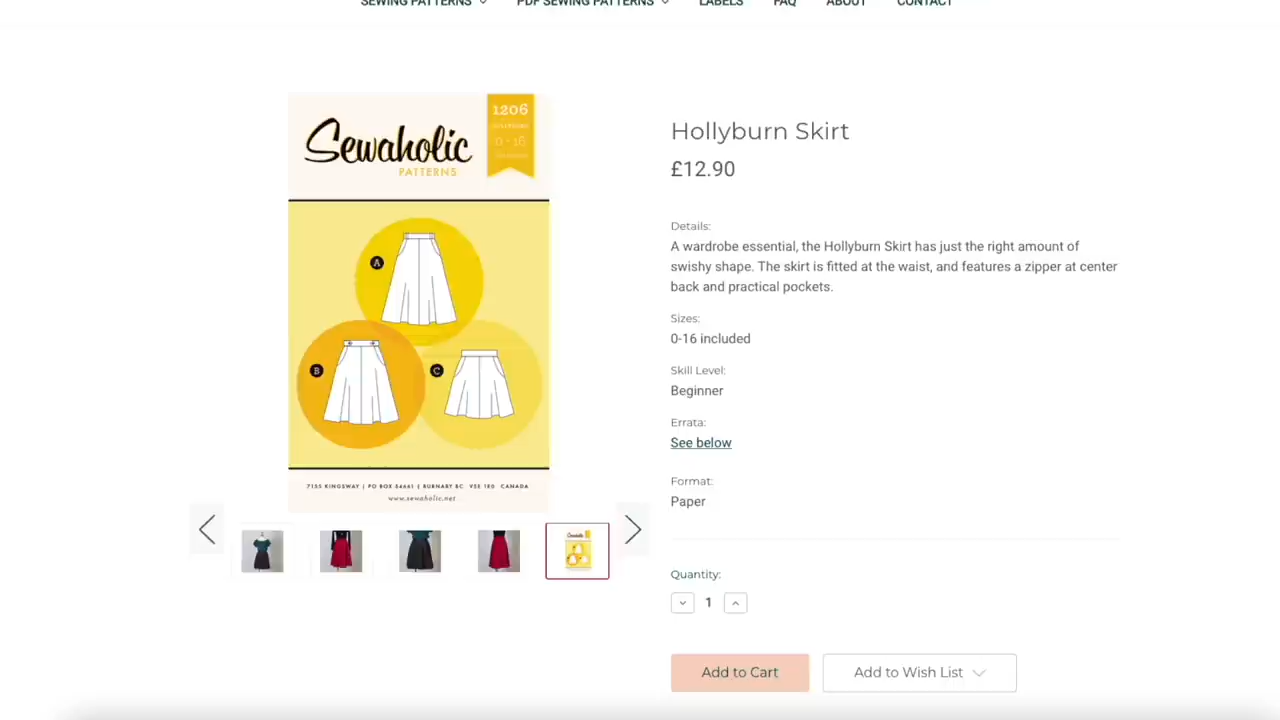 SEWING PATTERNS PDF SEWING PATTERNS LABELS FAQ ABOUT CONTACT
1206
0 - 16
Sewaholic
PATTERNS
A
B
C
7155 KINGSWAY | PO BOX 54661 | BURNABY BC V5E 1E0 CANADA
www.sewaholic.net
Hollyburn Skirt
£12.90
Details:
A wardrobe essential, the Hollyburn Skirt has just the right amount of
swishy shape. The skirt is fitted at the waist, and features a zipper at center
back and practical pockets.
Sizes:
0-16 included
Skill Level:
Beginner
Errata:
See below
Format:
Paper
Quantity:
1
Add to Cart
Add to Wish List